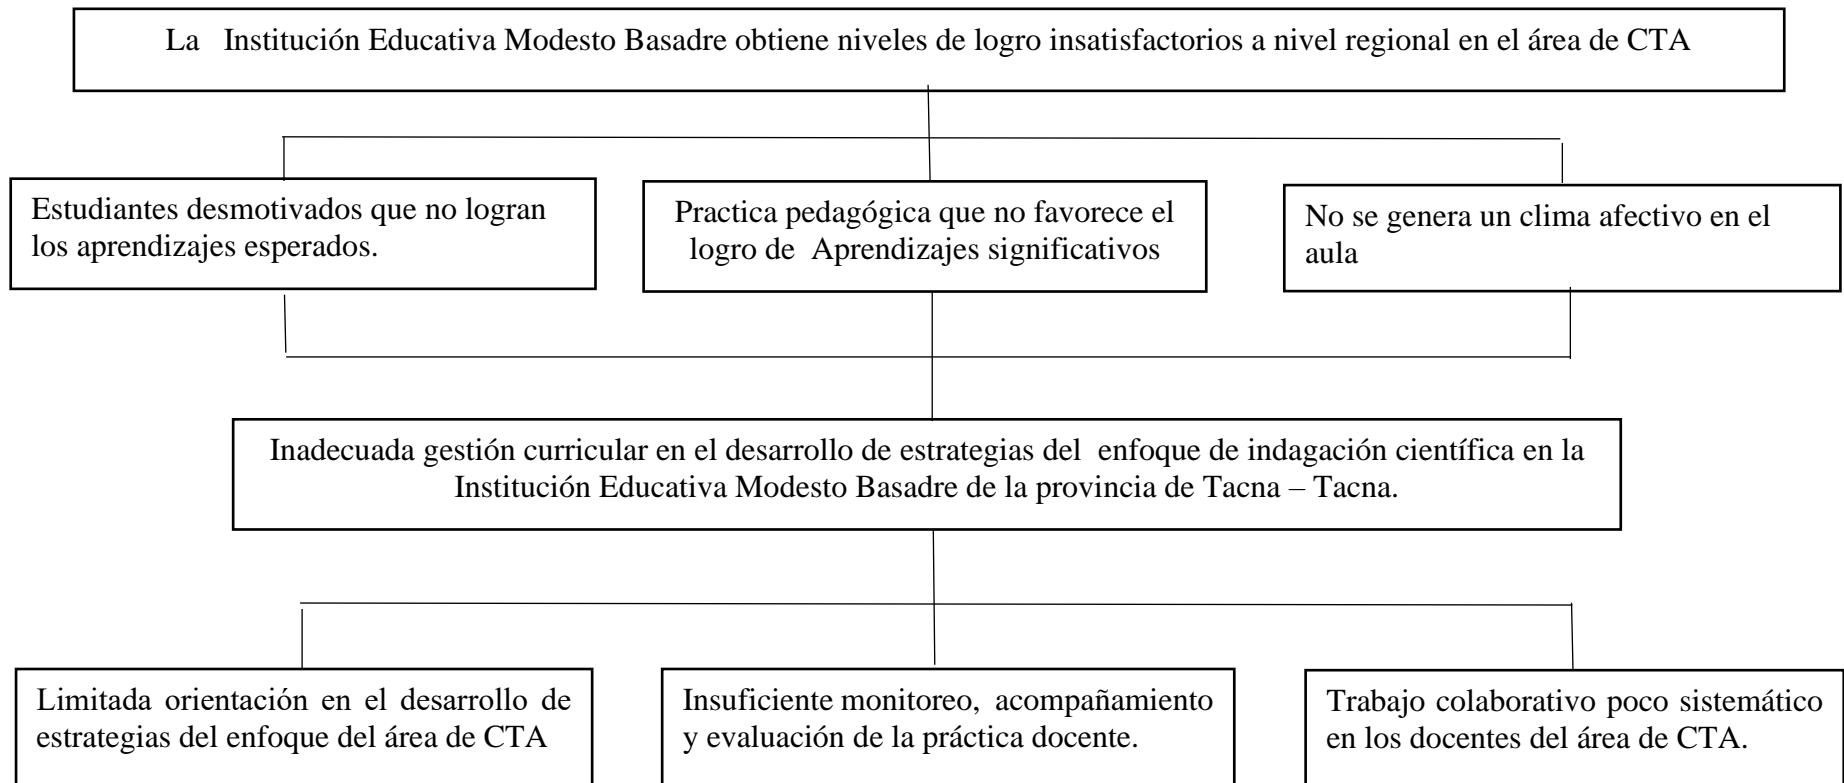 La Institución Educativa Modesto Basadre obtiene niveles de logro insatisfactorios a nivel regional en el área de CTA
Estudiantes desmotivados que no logran
los aprendizajes esperados.
Practica pedagógica que no favorece el
logro de Aprendizajes significativos
No se genera un clima afectivo en el
aula
Inadecuada gestión curricular en el desarrollo de estrategias del enfoque de indagación científica en la
Institución Educativa Modesto Basadre de la provincia de Tacna – Tacna.
Limitada orientación en el desarrollo de
estrategias del enfoque del área de CTA
Insuficiente monitoreo, acompañamiento
y evaluación de la práctica docente.
Trabajo colaborativo poco sistemático
en los docentes del área de CTA.